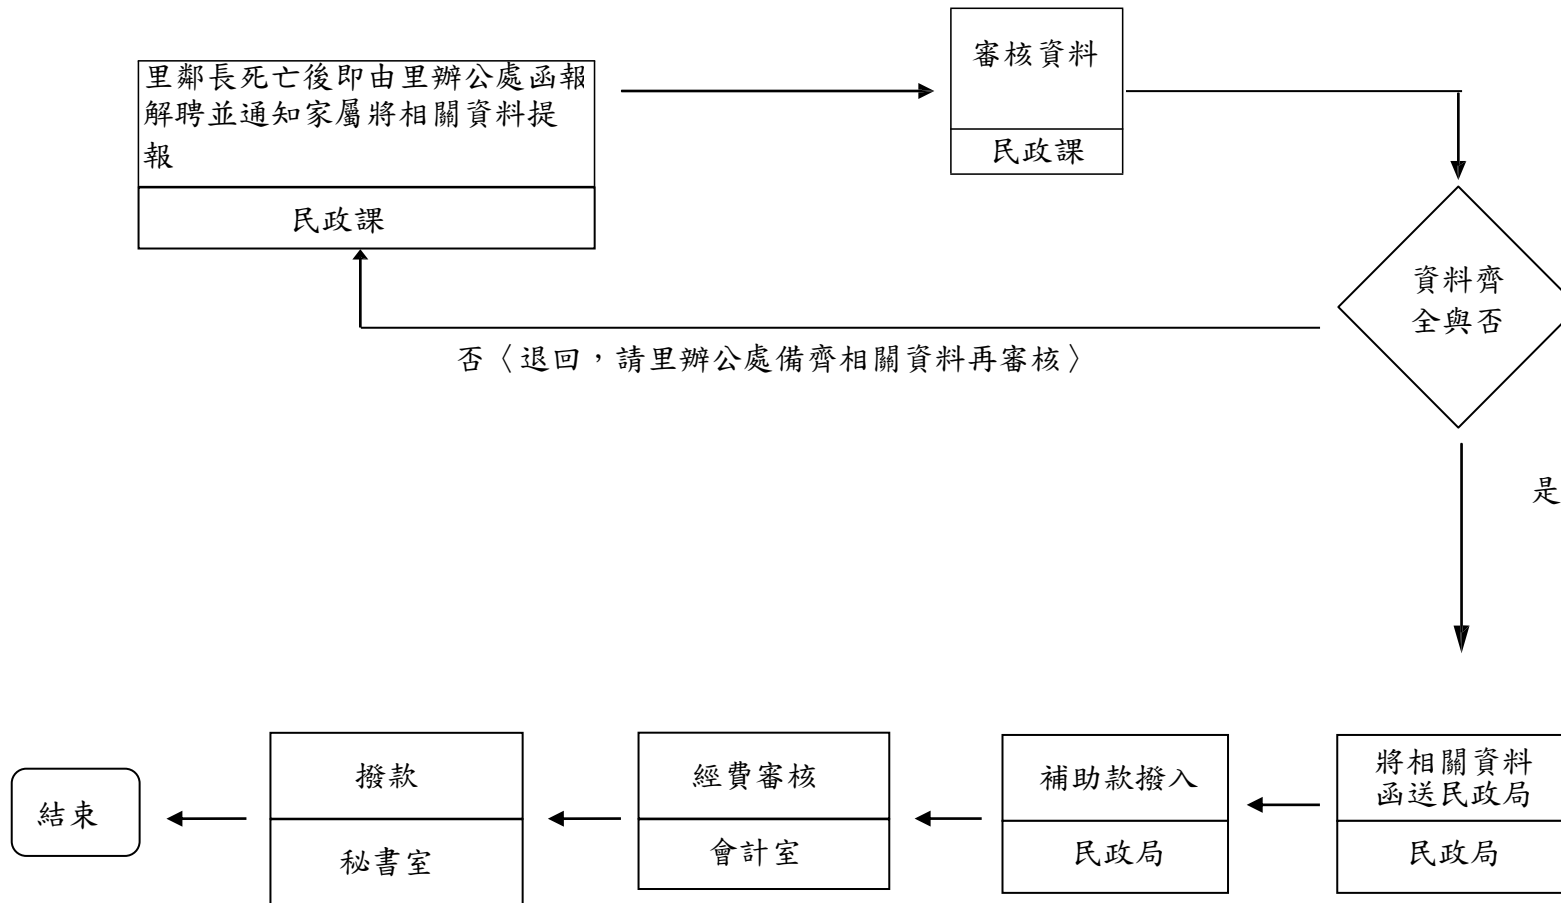 里鄰長死亡後即由里辦公處函報
解聘並通知家屬將相關資料提
報
民政課
審核資料
民政課
資料齊
全與否
否〈退回，請里辦公處備齊相關資料再審核〉
是
將相關資料
函送民政局
民政局
補助款撥入
民政局
經費審核
會計室
撥款
秘書室
結束